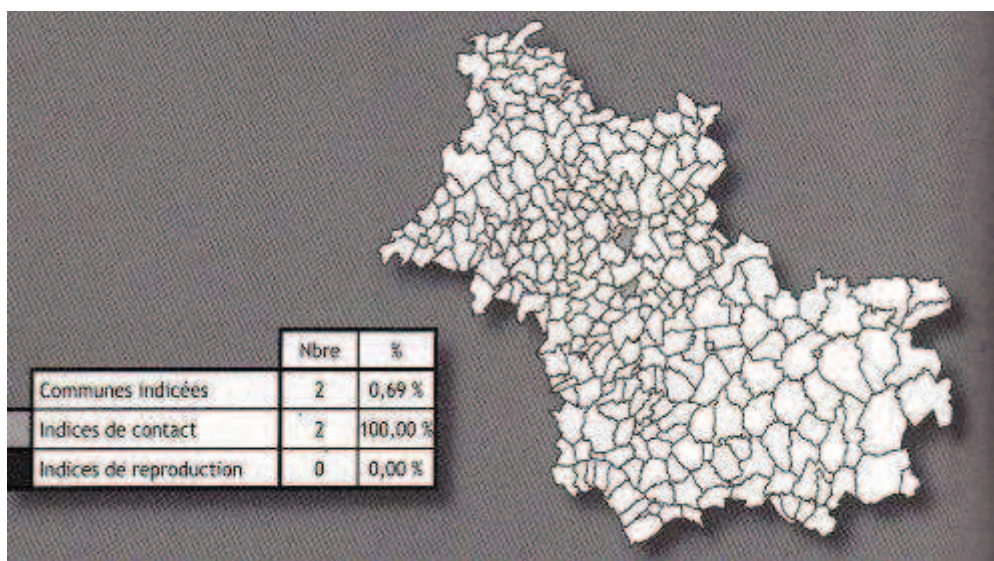 Nbre %
Communes indicées 2 0,69 %
Indices de contact 2 100,00 %
Indices de reproduction 0 0,00 %